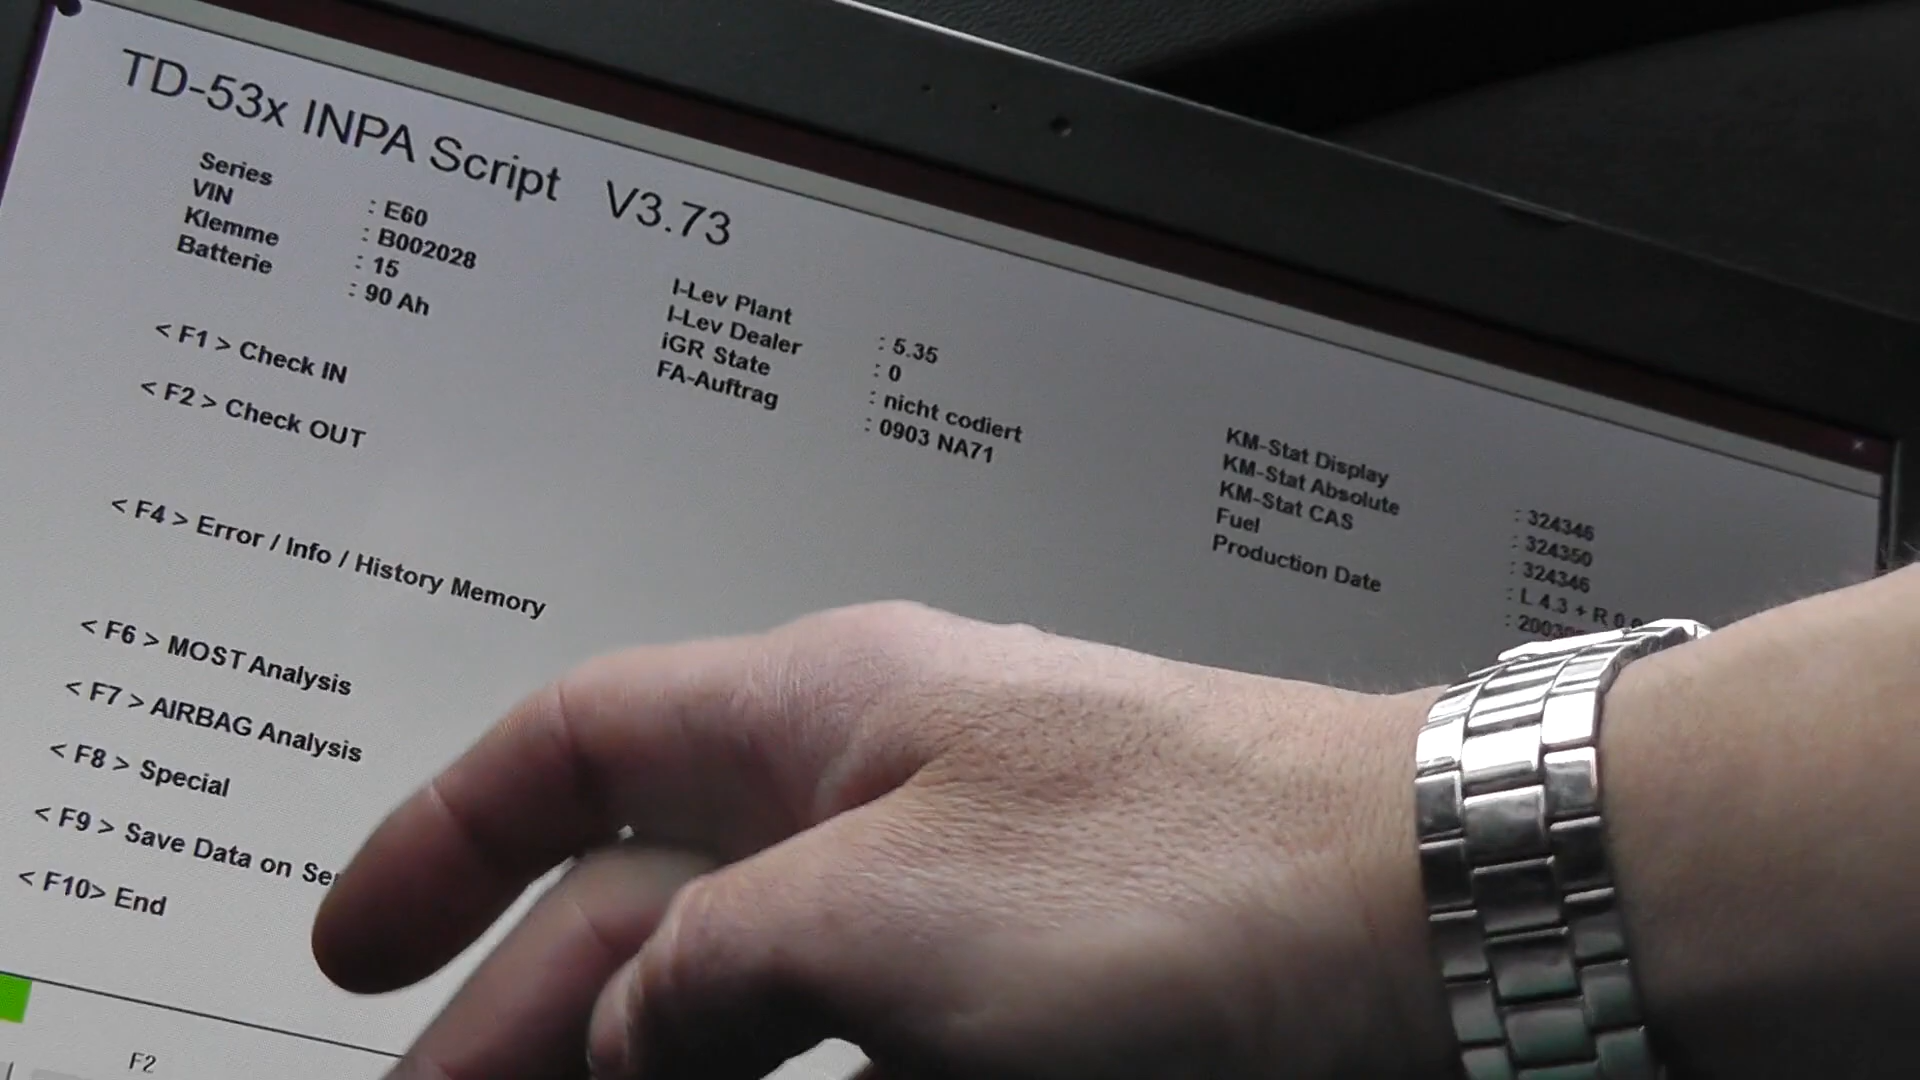 TD-53x INPA Script V3.73
Series : E60
VIN : B002028
Klemme : 15
Batterie : 90 Ah
I-Lev Plant : 5.35
I-Lev Dealer : 0
iGR State : nicht codiert
FA-Auftrag : 0903 NA71
KM-Stat Display : 324346
KM-Stat Absolute : 324350
KM-Stat CAS : 324346
Fuel : L 4.3 + R
Production Date
< F1 > Check IN
< F2 > Check OUT
< F4 > Error / Info / History Memory
< F6 > MOST Analysis
< F7 > AIRBAG Analysis
< F8 > Special
< F9 > Save Data on
< F10> End
F2